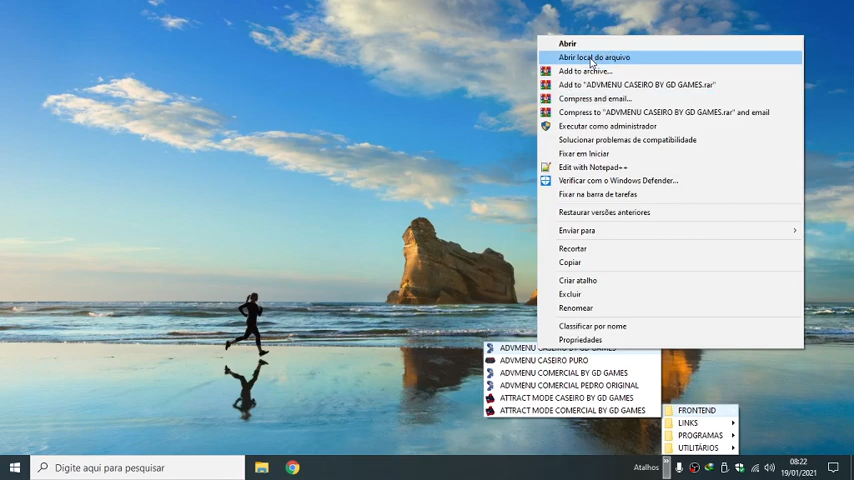 Abrir
Abrir local do arquivo
Add to archive...
Add to "ADVMENU CASEIRO BY GD GAMES.rar"
Compress and email...
Compress to "ADVMENU CASEIRO BY GD GAMES.rar" and email
Executar como administrador
Solucionar problemas de compatibilidade
Fixar em Iniciar
Edit with Notepad++
Verificar com o Windows Defender...
Fixar na barra de tarefas
Restaurar versões anteriores
Enviar para
Recortar
Copiar
Criar atalho
Excluir
Renomear
Classificar por nome
Propriedades
ADVMENU CASEIRO BY GD GAMES
ADVMENU CASEIRO PURO
ADVMENU COMERCIAL BY GD GAMES
ADVMENU COMERCIAL PEDRO ORIGINAL
ATTRACT MODE CASEIRO BY GD GAMES
ATTRACT MODE COMERCIAL BY GD GAMES
FRONTEND
LINKS
PROGRAMAS
UTILITÁRIOS
Digite aqui para pesquisar
Atalhos
08:22
19/01/2021